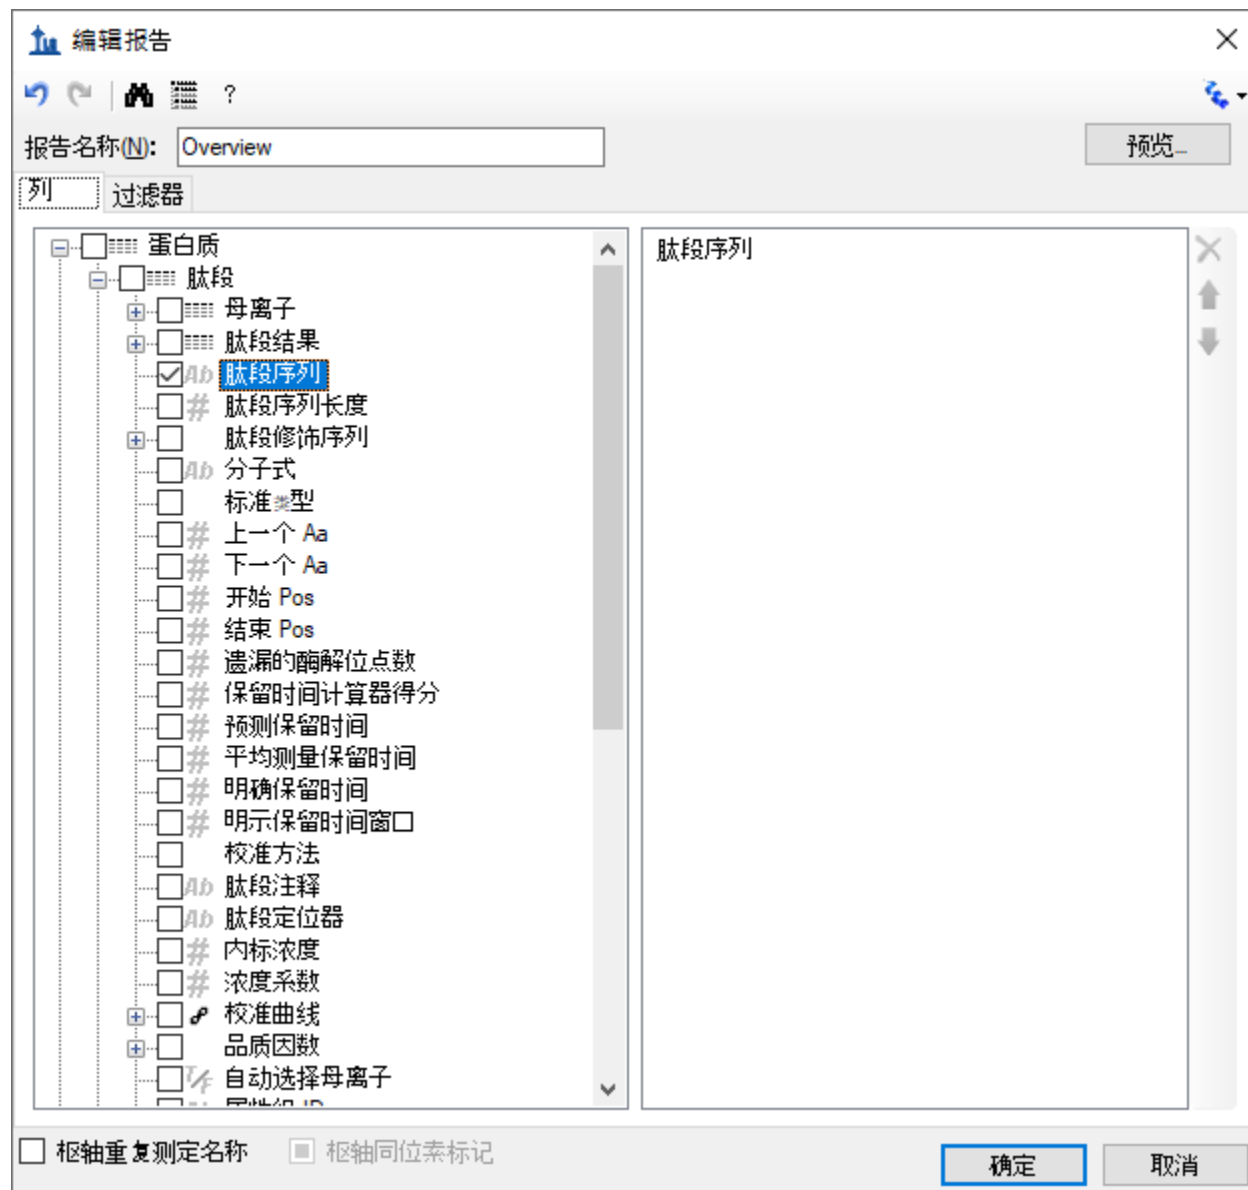 编辑报告
?
报告名称(N): Overview
预览...
列
过滤器
蛋白质
肽段序列
肽段
母离子
肽段结果
Ab 肽段序列
# 肽段序列长度
肽段修饰序列
Ab 分子式
标准类型
# 上一个 Aa
# 下一个 Aa
# 开始 Pos
# 结束 Pos
# 遗漏的酶解位点数
# 保留时间计算器得分
# 预测保留时间
# 平均测量保留时间
# 明确保留时间
# 明示保留时间窗口
校准方法
Ab 肽段注释
Ab 肽段定位器
# 内标浓度
# 浓度系数
校准曲线
品质因数
T/F 自动选择母离子
枢轴重复测定名称
枢轴同位素标记
确定
取消